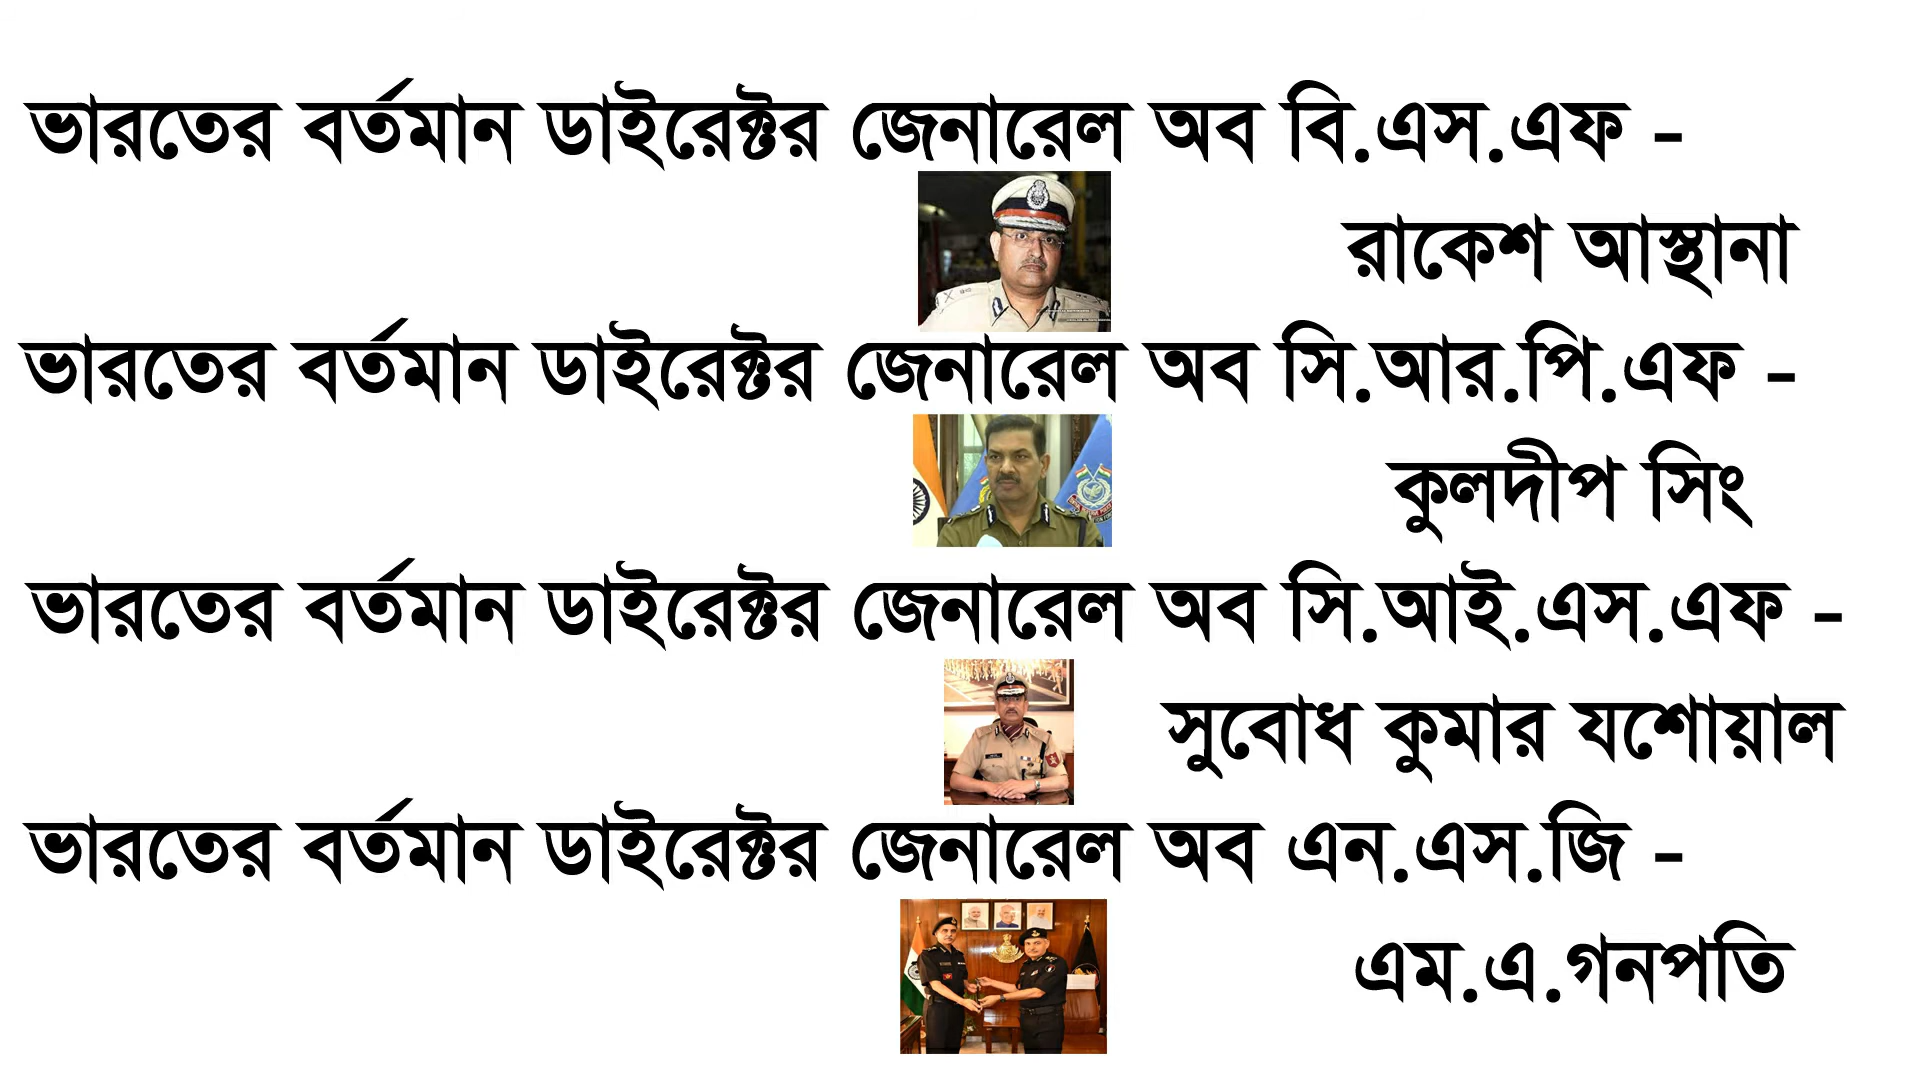 ভারতের বর্তমান ডাইরেক্টর জেনারেল অব বি.এস.এফ -
রাকেশ আস্থানা
ভারতের বর্তমান ডাইরেক্টর জেনারেল অব সি.আর.পি.এফ -
কুলদীপ সিং
ভারতের বর্তমান ডাইরেক্টর জেনারেল অব সি.আই.এস.এফ -
সুবোধ কুমার যশোয়াল
ভারতের বর্তমান ডাইরেক্টর জেনারেল অব এন.এস.জি -
এম.এ.গনপতি